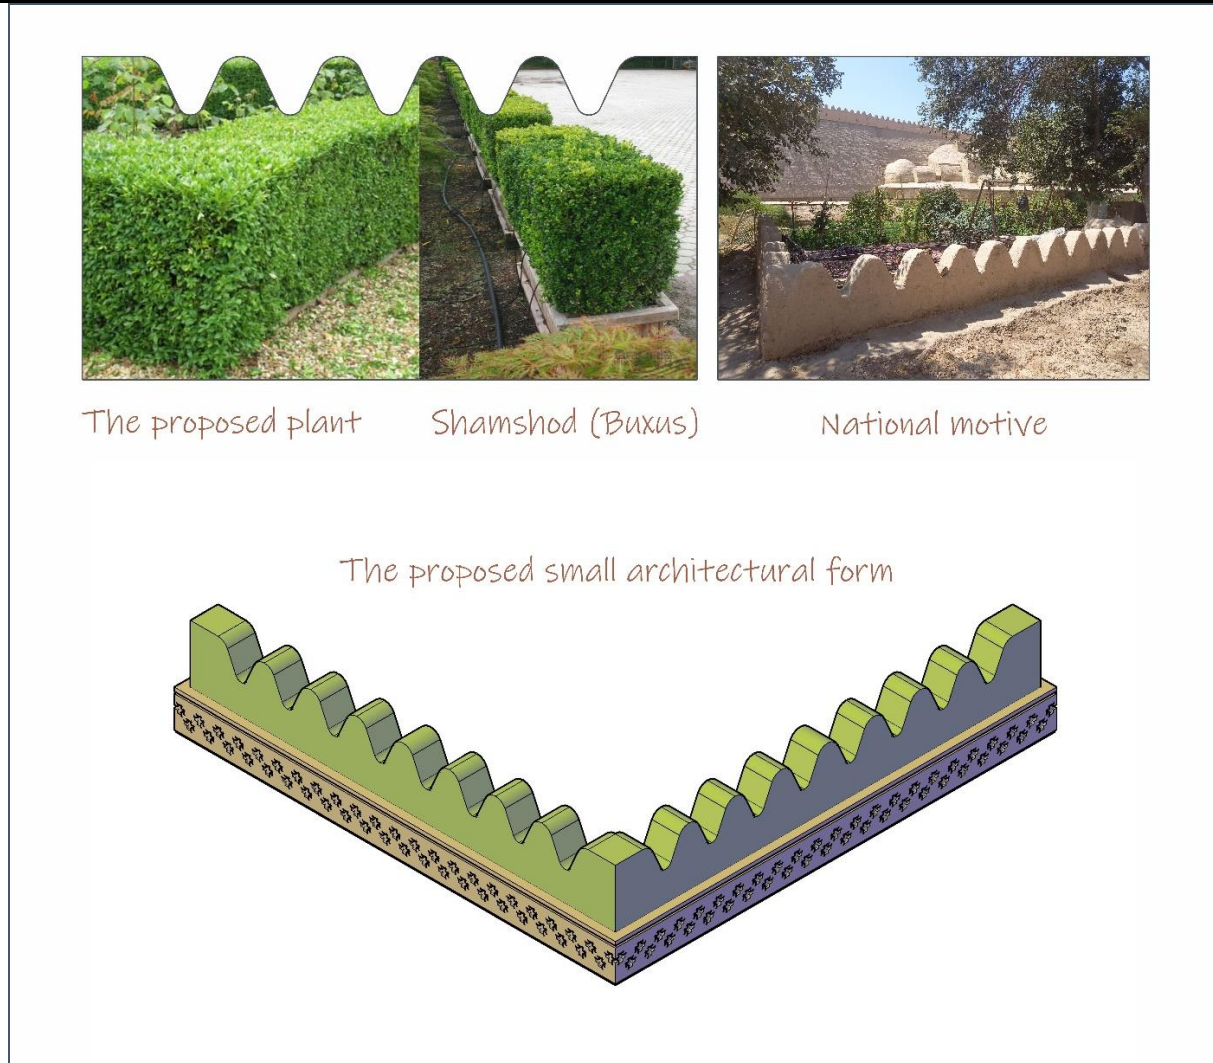 The proposed plant
Shamshod (Buxus)
National motive
The proposed small architectural form